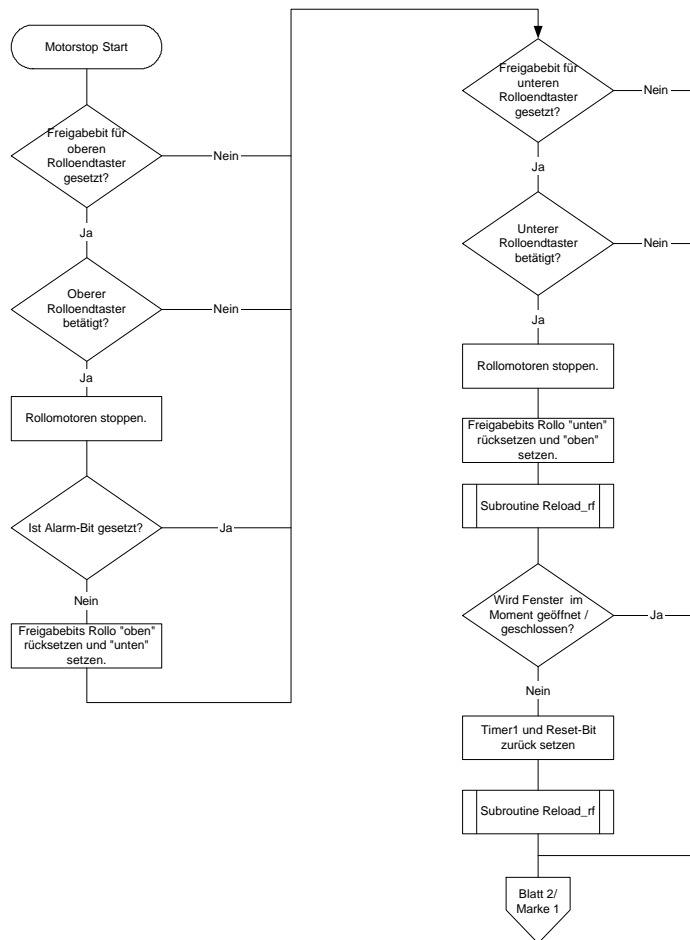 Motorstop Start
Freigabebit für
oberen
Rolloendtaster
gesetzt?
Nein
Ja
Oberer
Rolloendtaster
betätigt?
Nein
Ja
Rollomotoren stoppen.
Ist Alarm-Bit gesetzt?
Ja
Nein
Freigabebits Rollo "oben"
rücksetzen und "unten"
setzen.
Freigabebit für
unteren
Rolloendtaster
gesetzt?
Nein
Ja
Unterer
Rolloendtaster
betätigt?
Nein
Ja
Rollomotoren stoppen.
Freigabebits Rollo "unten"
rücksetzen und "oben"
setzen.
Subroutine Reload_rf
Wird Fenster im
Moment geöffnet /
geschlossen?
Ja
Nein
Timer1 und Reset-Bit
zurück setzen
Subroutine Reload_rf
Blatt 2/
Marke 1